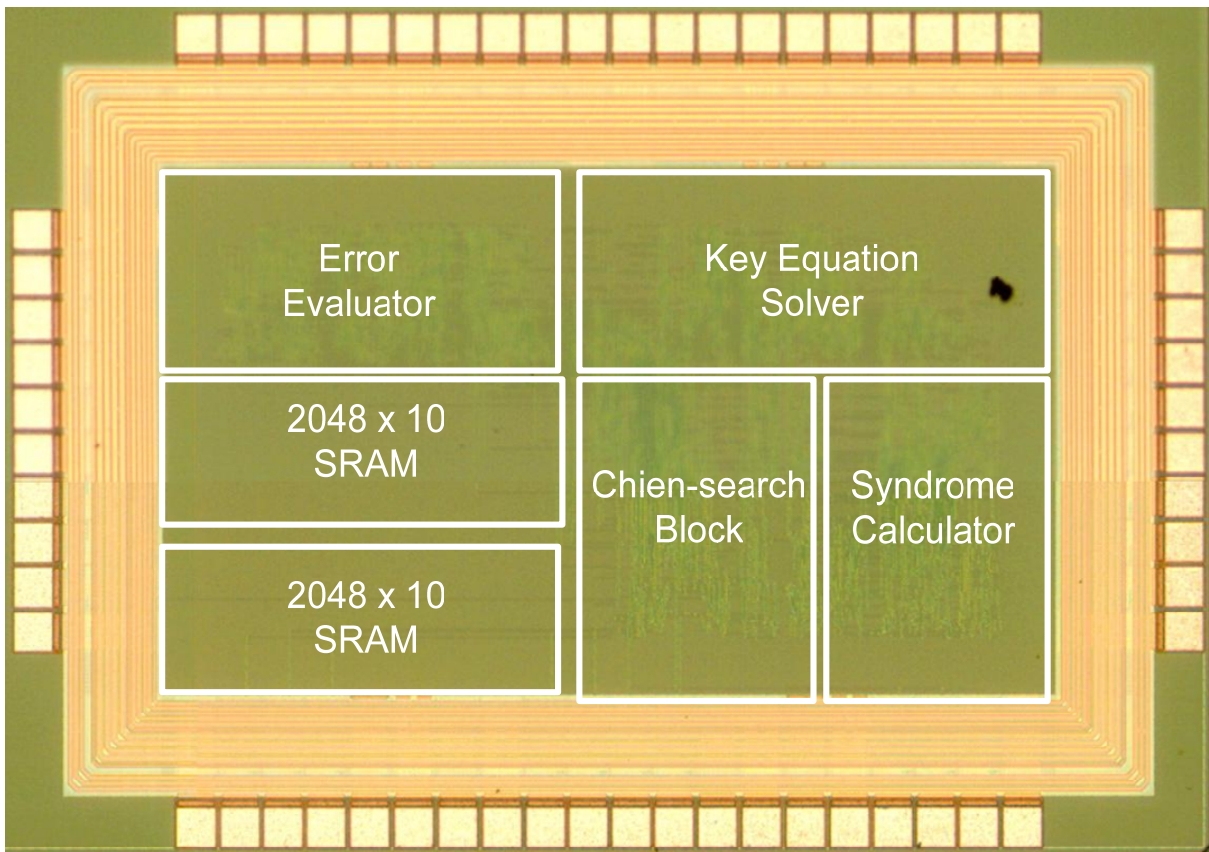 Error
Evaluator
Key Equation
Solver
2048 x 10
SRAM
Chien-search
Block
Syndrome
Calculator
2048 x 10
SRAM